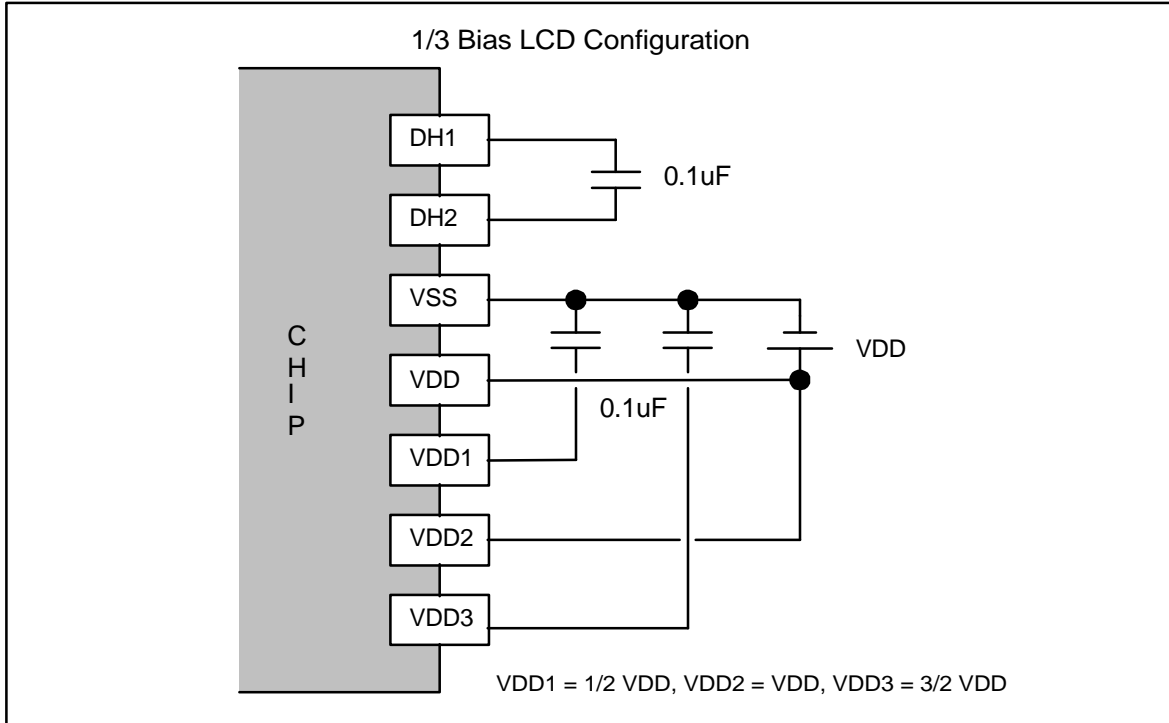 1/3 Bias LCD Configuration
DH1
0.1uF
DH2
VSS
C
H
I
P
VDD
VDD
0.1uF
VDD1
VDD2
VDD3
VDD1 = 1/2 VDD, VDD2 = VDD, VDD3 = 3/2 VDD